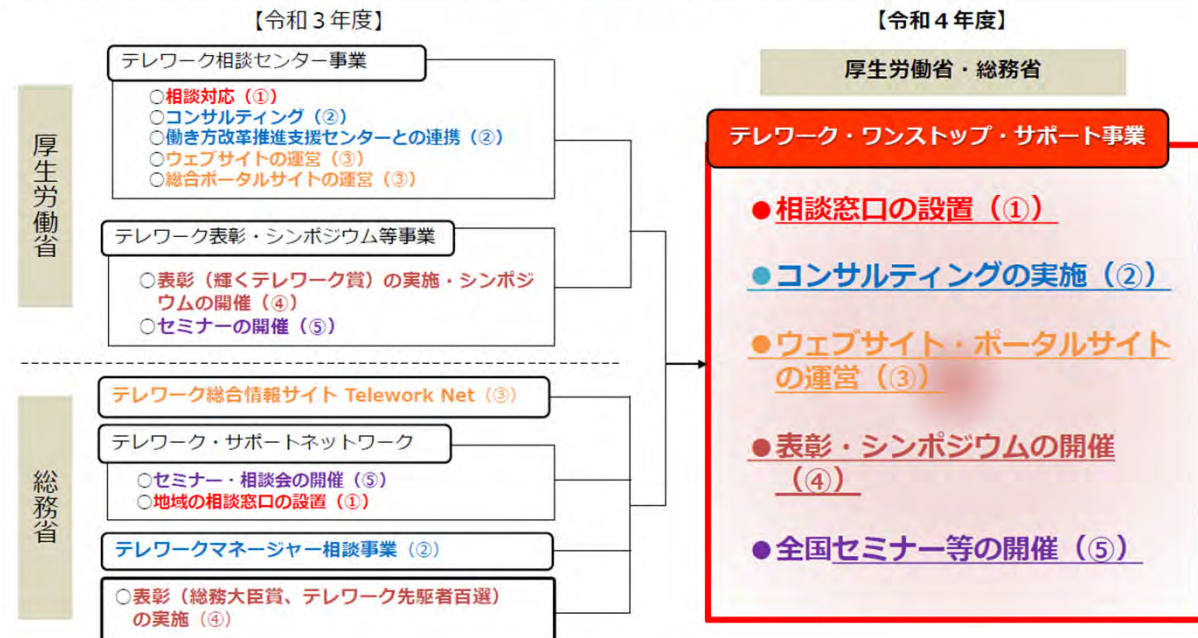 【令和３年度】
厚生労働省
テレワーク相談センター事業
○相談対応（①）
○コンサルティング（②）
○働き方改革推進支援センターとの連携（②）
○ウェブサイトの運営（③）
○総合ポータルサイトの運営（③）
テレワーク表彰・シンポジウム等事業
○表彰（輝くテレワーク賞）の実施・シンポジ
ウムの開催（④）
○セミナーの開催（⑤）
総務省
テレワーク総合情報サイト Telework Net（③）
テレワーク・サポートネットワーク
○セミナー・相談会の開催（⑤）
○地域の相談窓口の設置（①）
テレワークマネージャー相談事業（②）
○表彰（総務大臣賞、テレワーク先駆者百選）
の実施（④）
【令和４年度】
厚生労働省・総務省
テレワーク・ワンストップ・サポート事業
●相談窓口の設置（①）
●コンサルティングの実施（②）
●ウェブサイト・ポータルサイト
の運営（③）
●表彰・シンポジウムの開催
（④）
●全国セミナー等の開催（⑤）